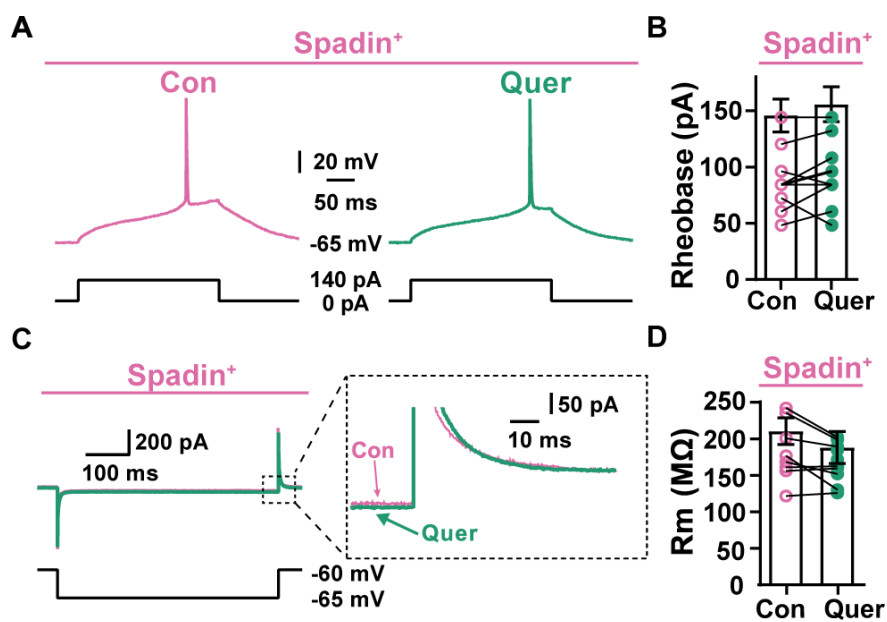 A
Spadin+
Con
Quer
20 mV
50 ms
-65 mV
140 pA
0 pA
B
Spadin+
Rheobase (pA)
150
100
50
0
Con Quer
C
Spadin+
200 pA
100 ms
50 pA
10 ms
Con
Quer
-60 mV
-65 mV
D
Spadin+
Rm (MΩ)
250
200
150
100
50
0
Con Quer